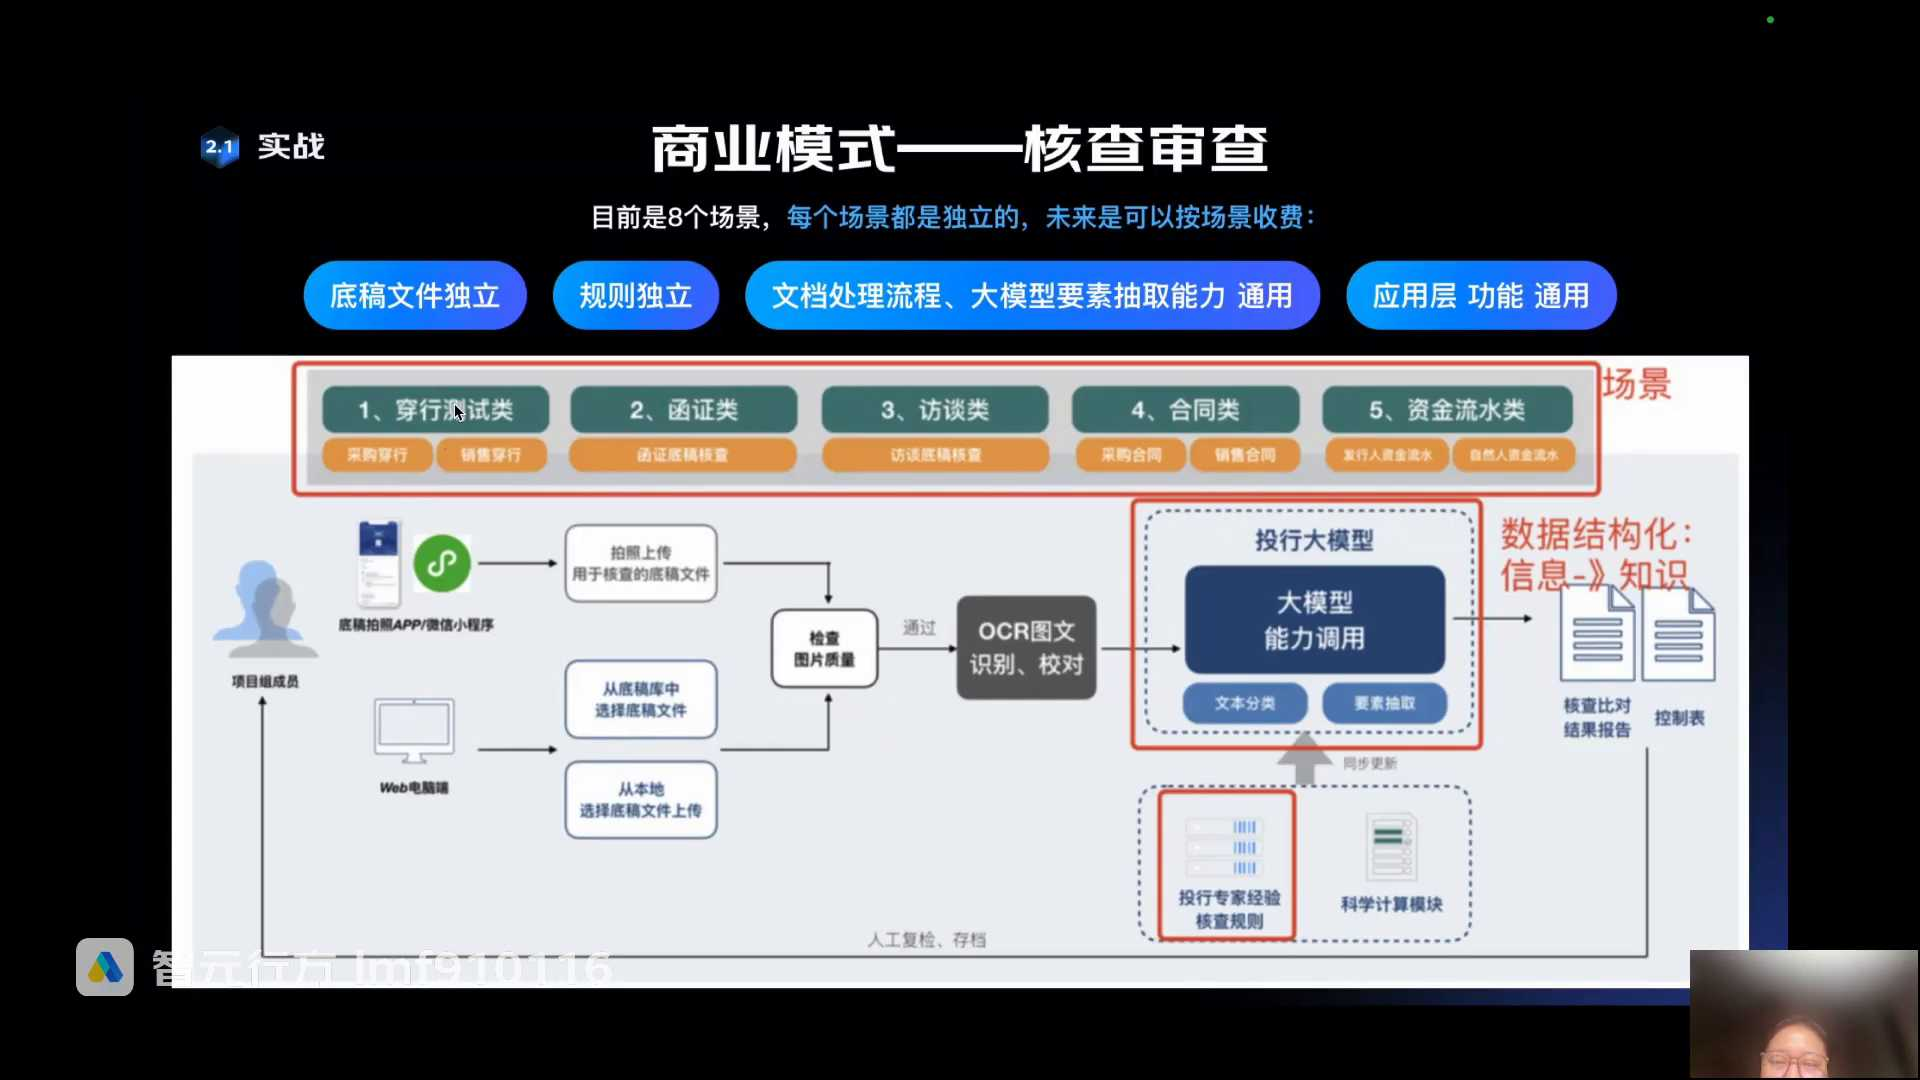 2.1 实战
商业模式——核查审查
目前是8个场景，每个场景都是独立的，未来是可以按场景收费：
底稿文件独立
规则独立
文档处理流程、大模型要素抽取能力 通用
应用层 功能 通用
场景
1、穿行测试类
2、函证类
3、访谈类
4、合同类
5、资金流水类
采购穿行
销售穿行
函证底稿核查
访谈底稿核查
采购合同
销售合同
发行人资金流水
自然人资金流水
项目组成员
底稿拍照APP/微信小程序
Web电脑端
拍照上传
用于核查的底稿文件
从底稿库中
选择底稿文件
从本地
选择底稿文件上传
检查
图片质量
通过
OCR图文
识别、校对
投行大模型
大模型
能力调用
文本分类
要素抽取
数据结构化：
信息-》知识
核查比对
结果报告
控制表
同步更新
投行专家经验
核查规则
科学计算模块
人工复检、存档
智元行方 lmf910116